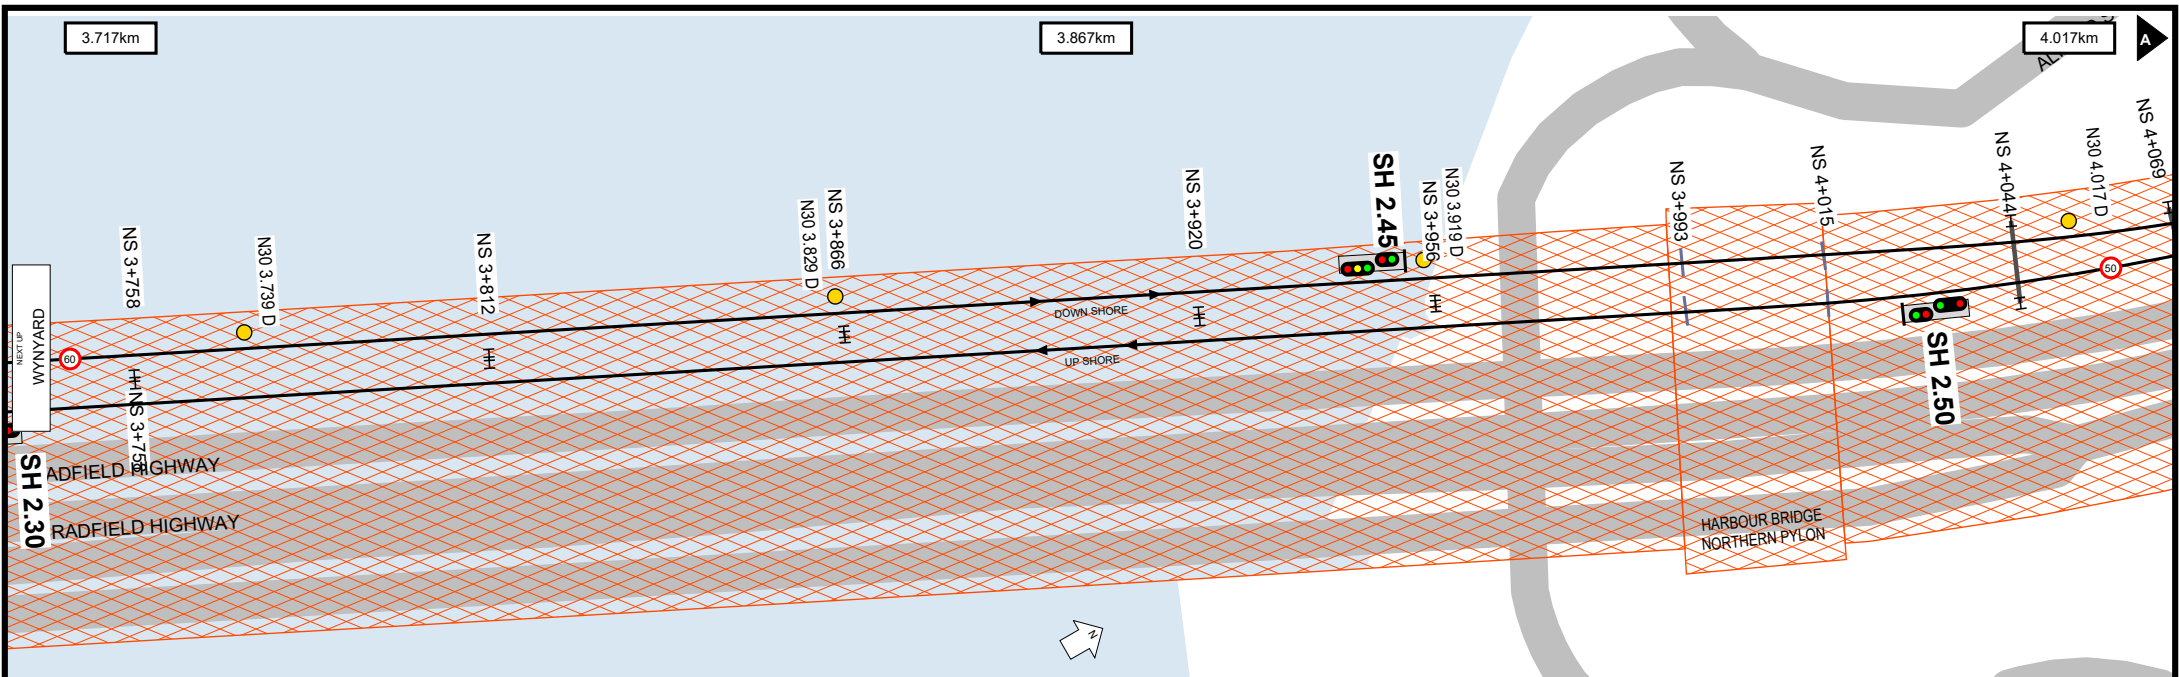 3.717km
3.867km
4.017km
A
NS 3+758
N30 3.739 D
NS 3+812
N30 3.829 D
NS 3+866
NS 3+920
SH 2.45
NS 3+956
N30 3.919 D
NS 3+993
NS 4+015
NS 4+044
N30 4.017 D
NS 4+069
NEXT UP
WYNYARD
60
50
DOWN SHORE
UP SHORE
NS 3+758
SH 2.30
ADFIELD HIGHWAY
RADFIELD HIGHWAY
SH 2.50
HARBOUR BRIDGE
NORTHERN PYLON
N